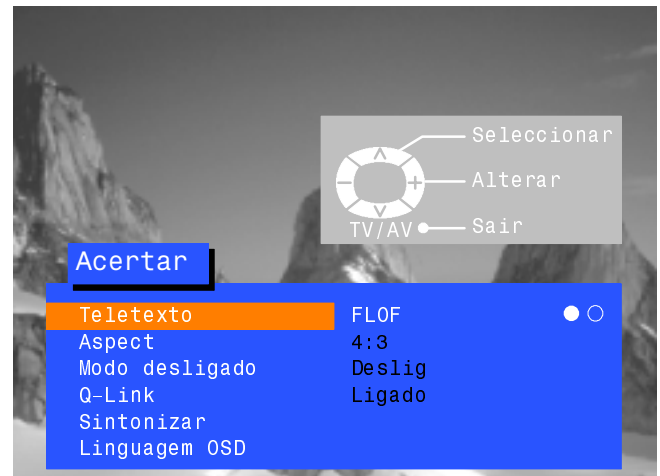 Seleccionar
Alterar
TV/AV Sair
Acertar
Teletexto FLOF
Aspect 4:3
Modo desligado Deslig
Q-Link Ligado
Sintonizar
Linguagem OSD